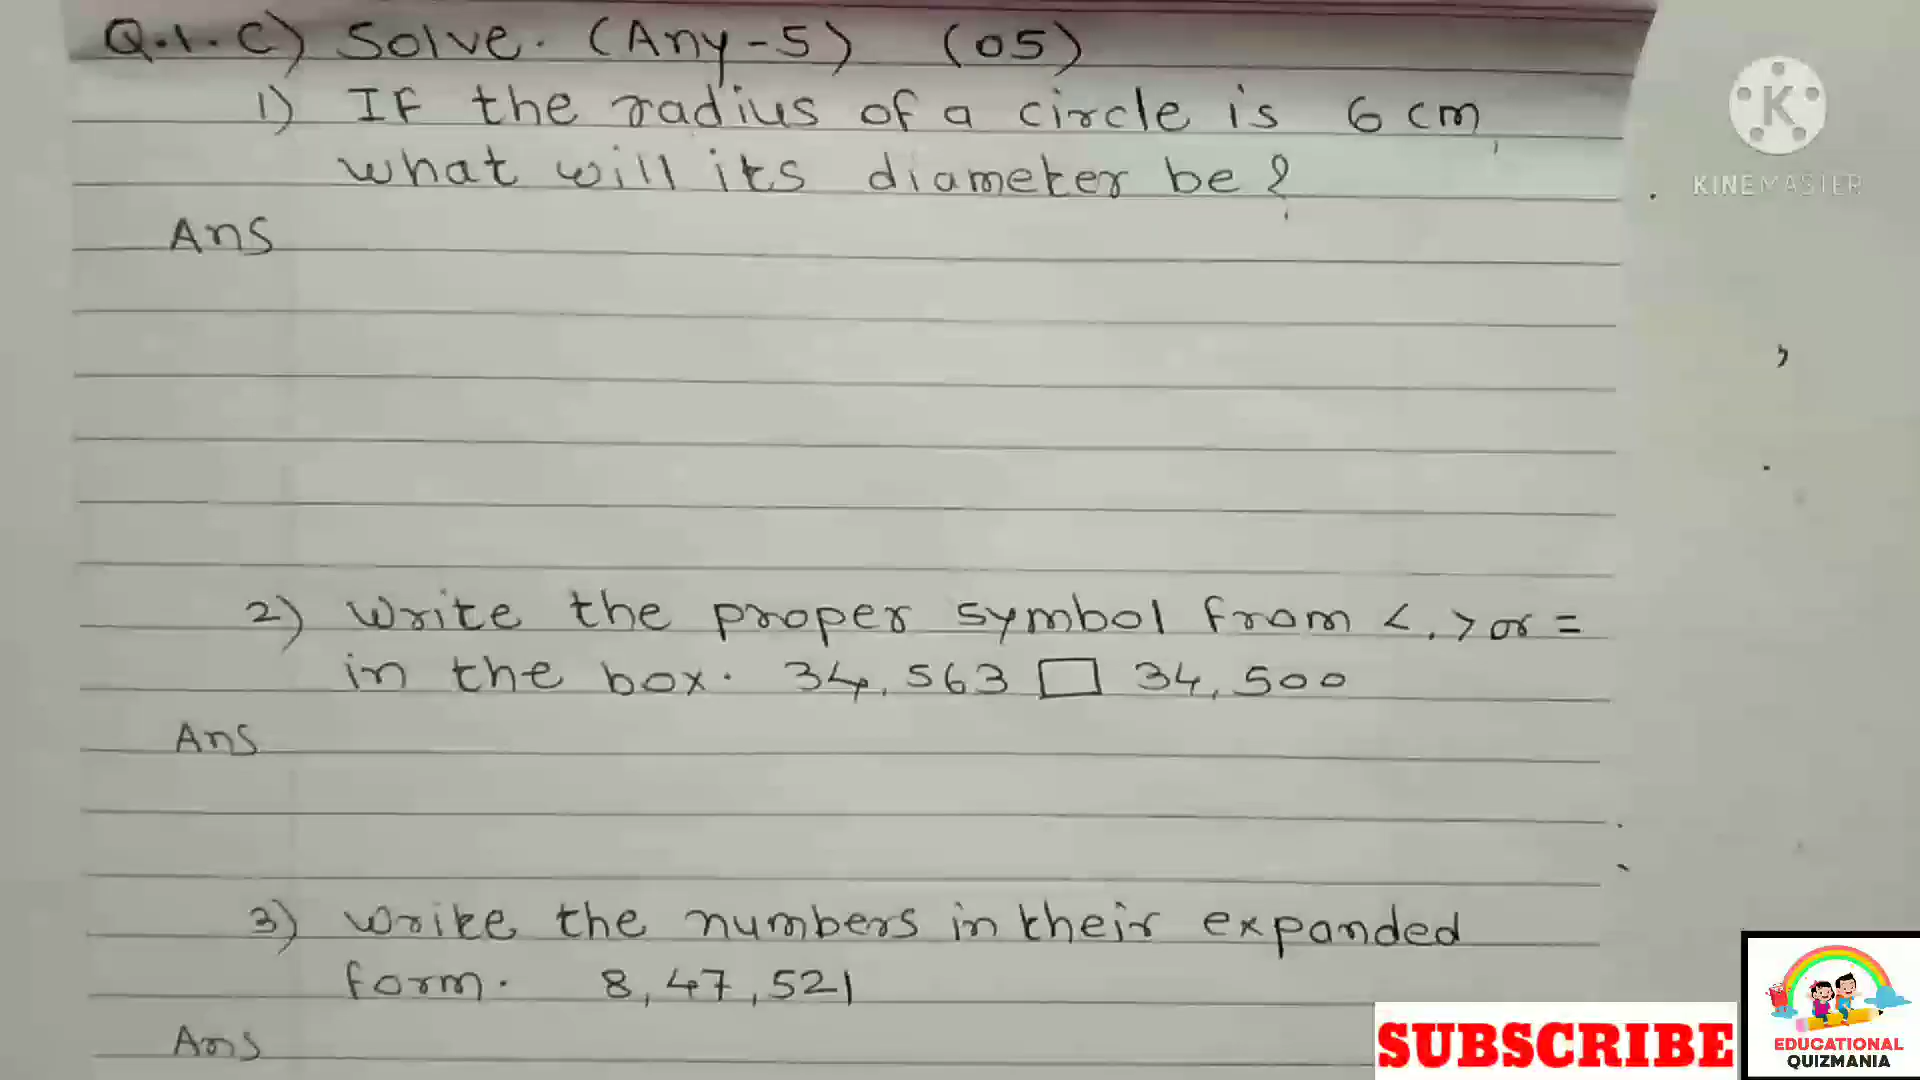 Q.1.C) Solve. (Any-5) (05)
1) IF the radius of a circle is 6 cm,
what will its diameter be?
Ans
2) Write the proper symbol from <, > or =
in the box. 34,563 □ 34,500
Ans
3) Write the numbers in their expanded
form. 8,47,521
Ans
K
KINEMASTER
SUBSCRIBE
EDUCATIONAL
QUIZMANIA